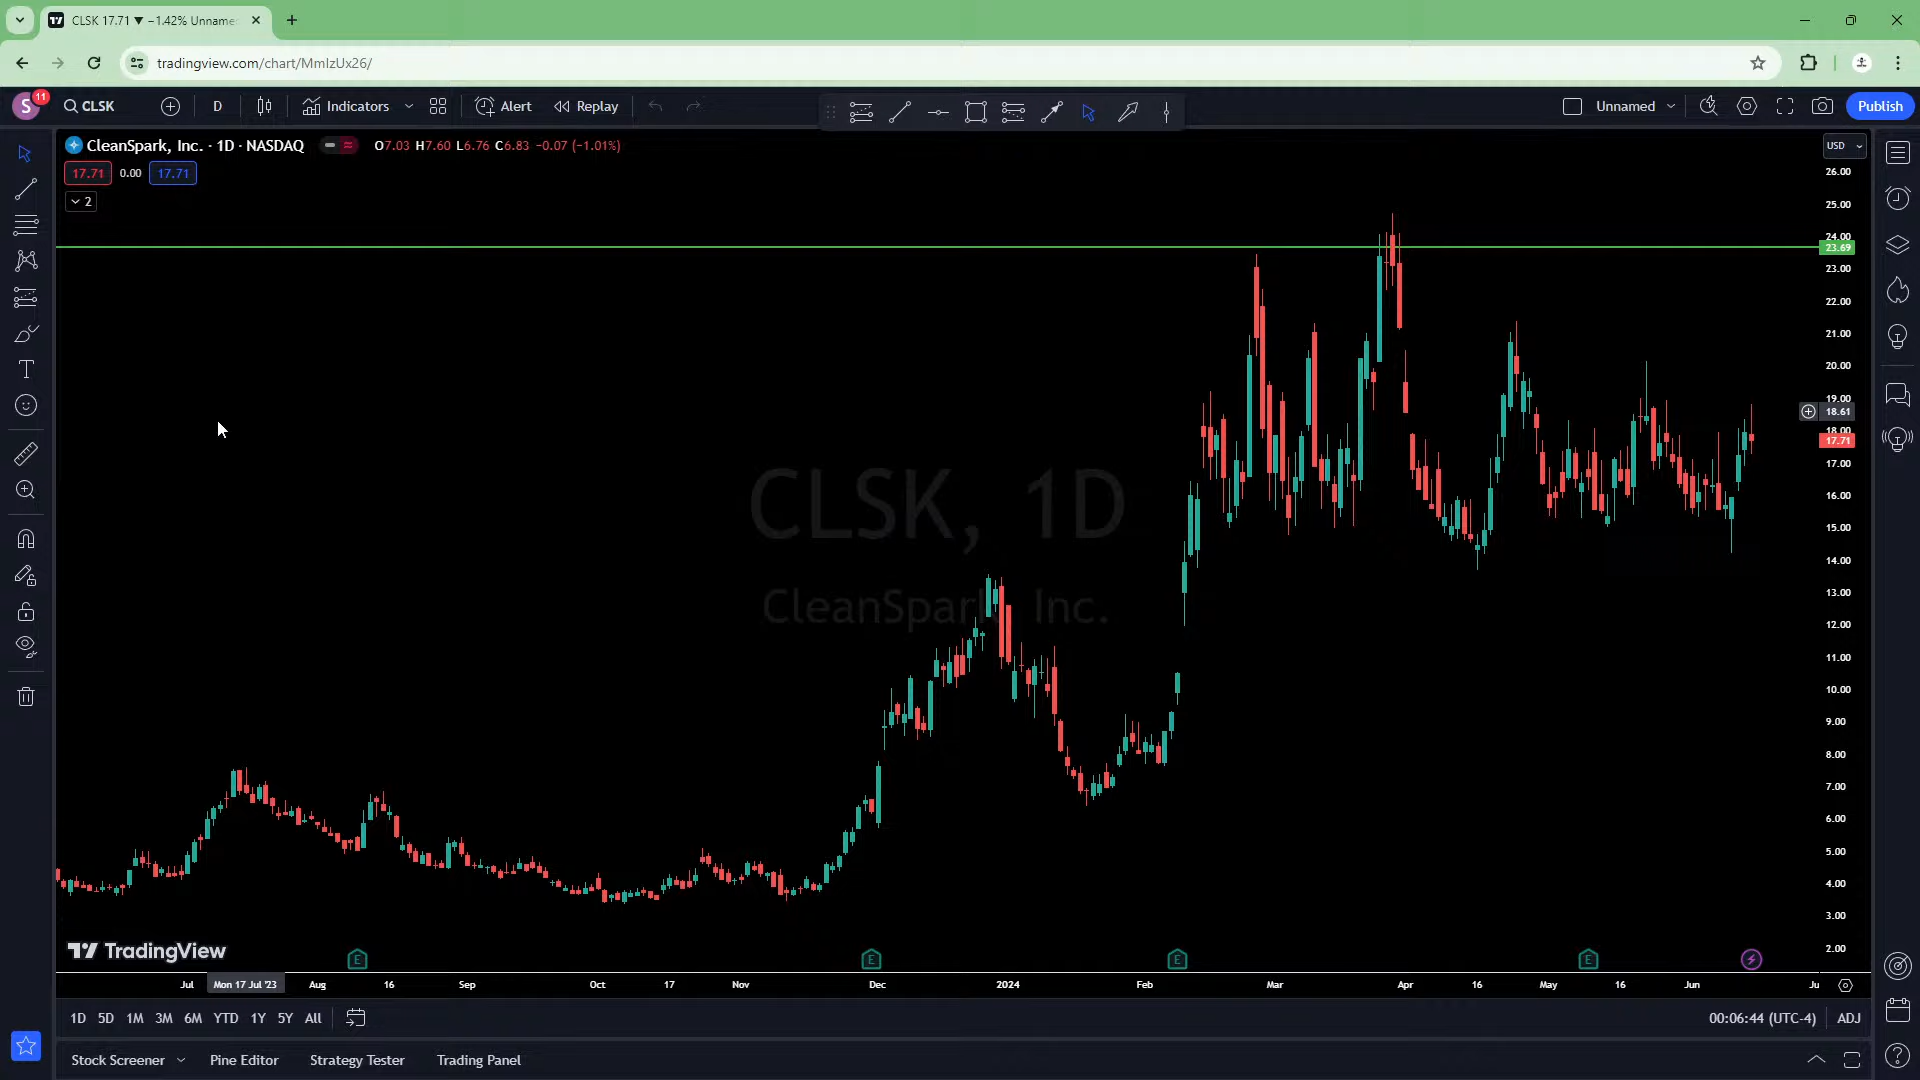 CLSK 17.71 ▼ −1.42% Unname
tradingview.com/chart/MmIzUx26/
S 11 CLSK D Indicators Alert Replay Unnamed Publish
CleanSpark, Inc. · 1D · NASDAQ O7.03 H7.60 L6.76 C6.83 −0.07 (−1.01%) USD
17.71 0.00 17.71
2
26.00
25.00
24.00
23.69
23.00
22.00
21.00
20.00
19.00
18.61
18.00
17.71
17.00
16.00
15.00
14.00
13.00
12.00
11.00
10.00
9.00
8.00
7.00
6.00
5.00
4.00
3.00
2.00
CLSK, 1D
CleanSpark, Inc.
TradingView
E E E E
Jul Mon 17 Jul '23 Aug 16 Sep Oct 17 Nov Dec 2024 Feb Mar Apr 16 May 16 Jun Ju
1D 5D 1M 3M 6M YTD 1Y 5Y All 00:06:44 (UTC-4) ADJ
Stock Screener Pine Editor Strategy Tester Trading Panel